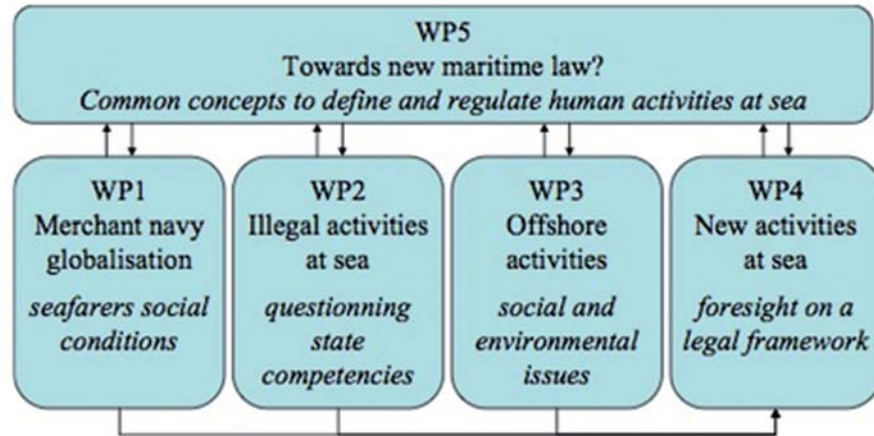 WP5
Towards new maritime law?
Common concepts to define and regulate human activities at sea
WP1
Merchant navy
globalisation
seafarers social
conditions
WP2
Illegal activities
at sea
questionning
state
competencies
WP3
Offshore
activities
social and
environmental
issues
WP4
New activities
at sea
foresight on a
legal framework